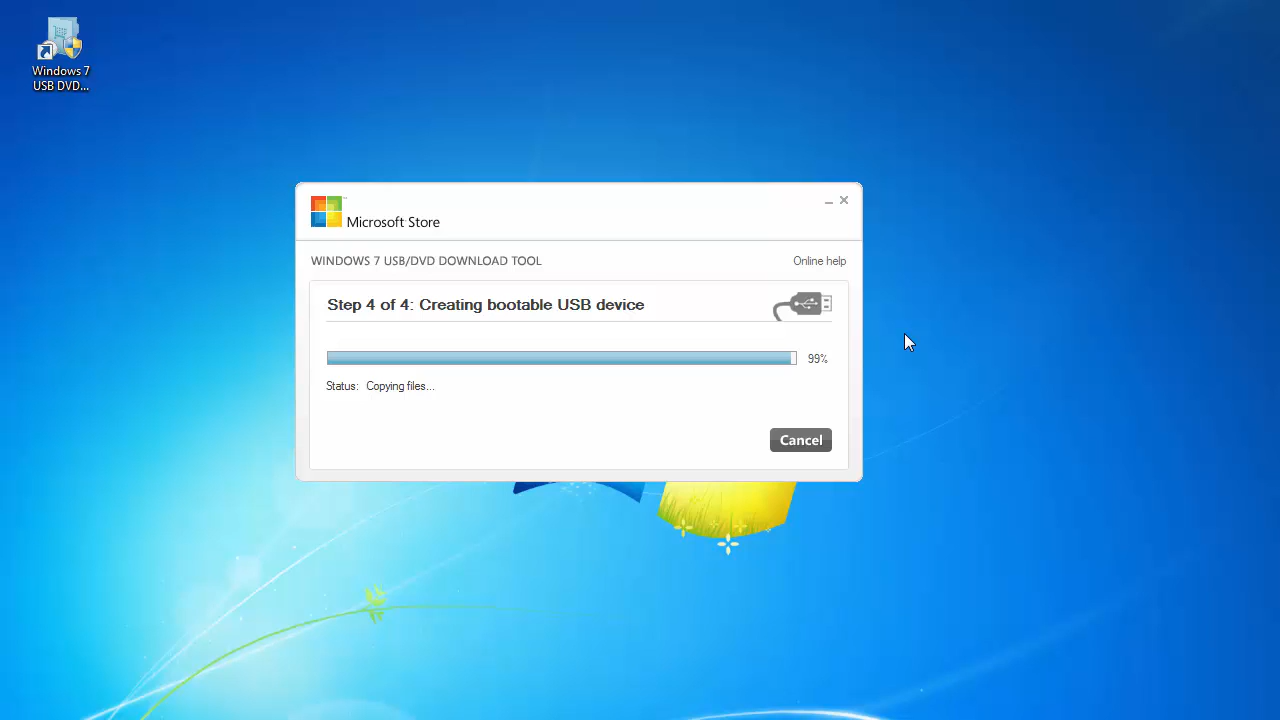 Windows 7
USB DVD...
Microsoft Store
WINDOWS 7 USB/DVD DOWNLOAD TOOL
Online help
Step 4 of 4: Creating bootable USB device
99%
Status: Copying files...
Cancel